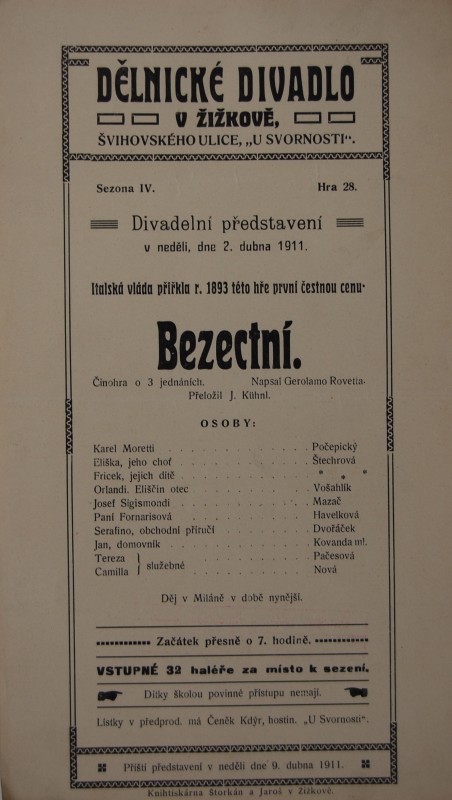 DĚLNICKÉ DIVADLO
V ŽIŽKOVĚ,
ŠVIHOVSKÉHO ULICE, „U SVORNOSTI“.
Sezona IV. Hra 28.
Divadelní představení
v neděli, dne 2. dubna 1911.
Italská vláda přiřkla r. 1893 této hře první čestnou cenu.
Bezectní.
Činohra o 3 jednáních. Napsal Gerolamo Rovetta.
Přeložil J. Kühnl.
OSOBY:
Karel Moretti . . . . . . . . . . Počepický
Eliška, jeho choť . . . . . . . . . Štechrová
Fricek, jejich dítě . . . . . . . . . * * *
Orlandi. Eliščin otec . . . . . . . . Vošahlík
Josef Sigismondi . . . . . . . . . Mazač
Paní Fornarisová . . . . . . . . . Havelková
Serafino, obchodní příručí . . . . . . Dvořáček
Jan, domovník . . . . . . . . . . Kovanda ml.
Tereza } služebné . . . . . . . . Pačesová
Camilla } . . . . . . . . Nová
Děj v Miláně v době nynější.
Začátek přesně o 7. hodině.
VSTUPNÉ 32 haléře za místo k sezení.
Dítky školou povinné přístupu nemají.
Lístky v předprod. má Čeněk Kdýr, hostin. „U Svornosti“.
Příští představení v neděli dne 9. dubna 1911.
Knihtiskárna Štorkán a Jaroš v Žižkově.